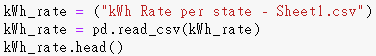 kWh_rate = ("kWh Rate per state - Sheet1.csv")
kWh_rate = pd.read_csv(kWh_rate)
kWh_rate.head()